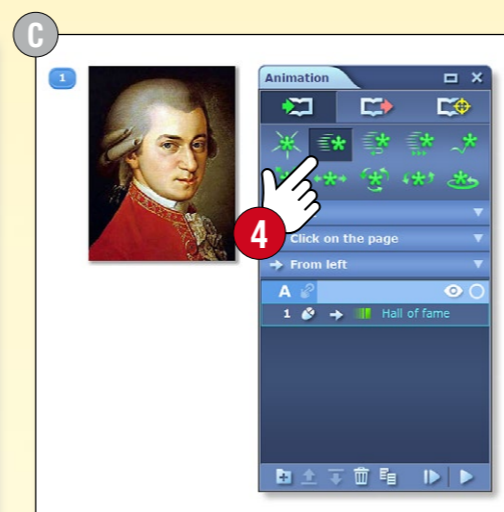 C
1
Animation
4
Click on the page
From left
A
1 Hall of fame